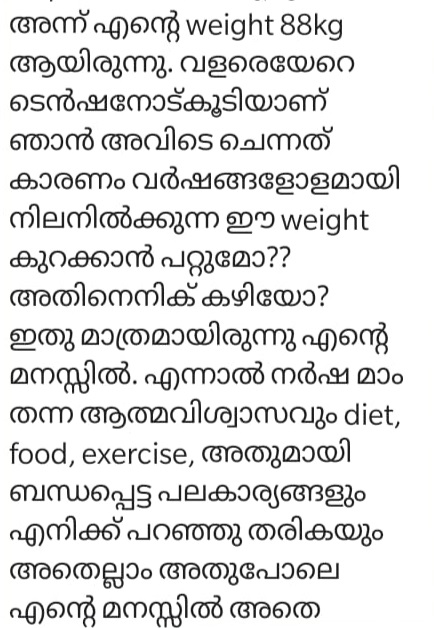 അന്ന് എന്റെ weight 88kg
ആയിരുന്നു. വളരെയേറെ
ടെൻഷനോട്കൂടിയാണ്
ഞാൻ അവിടെ ചെന്നത്
കാരണം വർഷങ്ങളോളമായി
നിലനിൽക്കുന്ന ഈ weight
കുറക്കാൻ പറ്റുമോ??
അതിനെനിക് കഴിയോ?
ഇതു മാത്രമായിരുന്നു എന്റെ
മനസ്സിൽ. എന്നാൽ നർഷ മാം
തന്ന ആത്മവിശ്വാസവും diet,
food, exercise, അതുമായി
ബന്ധപ്പെട്ട പലകാര്യങ്ങളും
എനിക്ക് പറഞ്ഞു തരികയും
അതെല്ലാം അതുപോലെ
എന്റെ മനസ്സിൽ അതെ